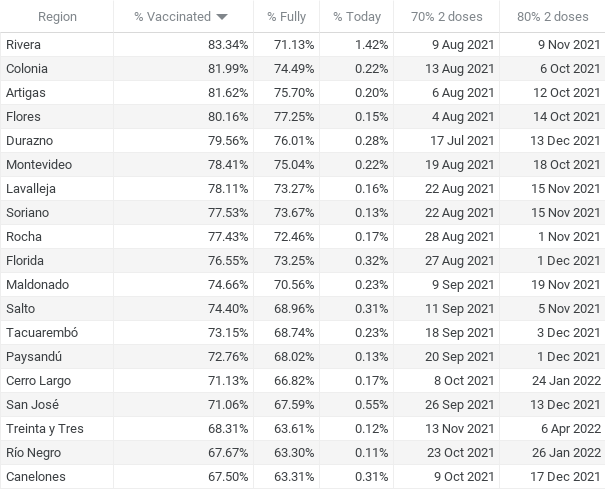 Region % Vaccinated % Fully % Today 70% 2 doses 80% 2 doses
Rivera 83.34% 71.13% 1.42% 9 Aug 2021 9 Nov 2021
Colonia 81.99% 74.49% 0.22% 13 Aug 2021 6 Oct 2021
Artigas 81.62% 75.70% 0.20% 6 Aug 2021 12 Oct 2021
Flores 80.16% 77.25% 0.15% 4 Aug 2021 14 Oct 2021
Durazno 79.56% 76.01% 0.28% 17 Jul 2021 13 Dec 2021
Montevideo 78.41% 75.04% 0.22% 19 Aug 2021 18 Oct 2021
Lavalleja 78.11% 73.27% 0.16% 22 Aug 2021 15 Nov 2021
Soriano 77.53% 73.67% 0.13% 22 Aug 2021 15 Nov 2021
Rocha 77.43% 72.46% 0.17% 28 Aug 2021 1 Nov 2021
Florida 76.55% 73.25% 0.32% 27 Aug 2021 1 Dec 2021
Maldonado 74.66% 70.56% 0.23% 9 Sep 2021 19 Nov 2021
Salto 74.40% 68.96% 0.31% 11 Sep 2021 5 Nov 2021
Tacuarembó 73.15% 68.74% 0.23% 18 Sep 2021 3 Dec 2021
Paysandú 72.76% 68.02% 0.13% 20 Sep 2021 1 Dec 2021
Cerro Largo 71.13% 66.82% 0.17% 8 Oct 2021 24 Jan 2022
San José 71.06% 67.59% 0.55% 26 Sep 2021 13 Dec 2021
Treinta y Tres 68.31% 63.61% 0.12% 13 Nov 2021 6 Apr 2022
Río Negro 67.67% 63.30% 0.11% 23 Oct 2021 26 Jan 2022
Canelones 67.50% 63.31% 0.31% 9 Oct 2021 17 Dec 2021